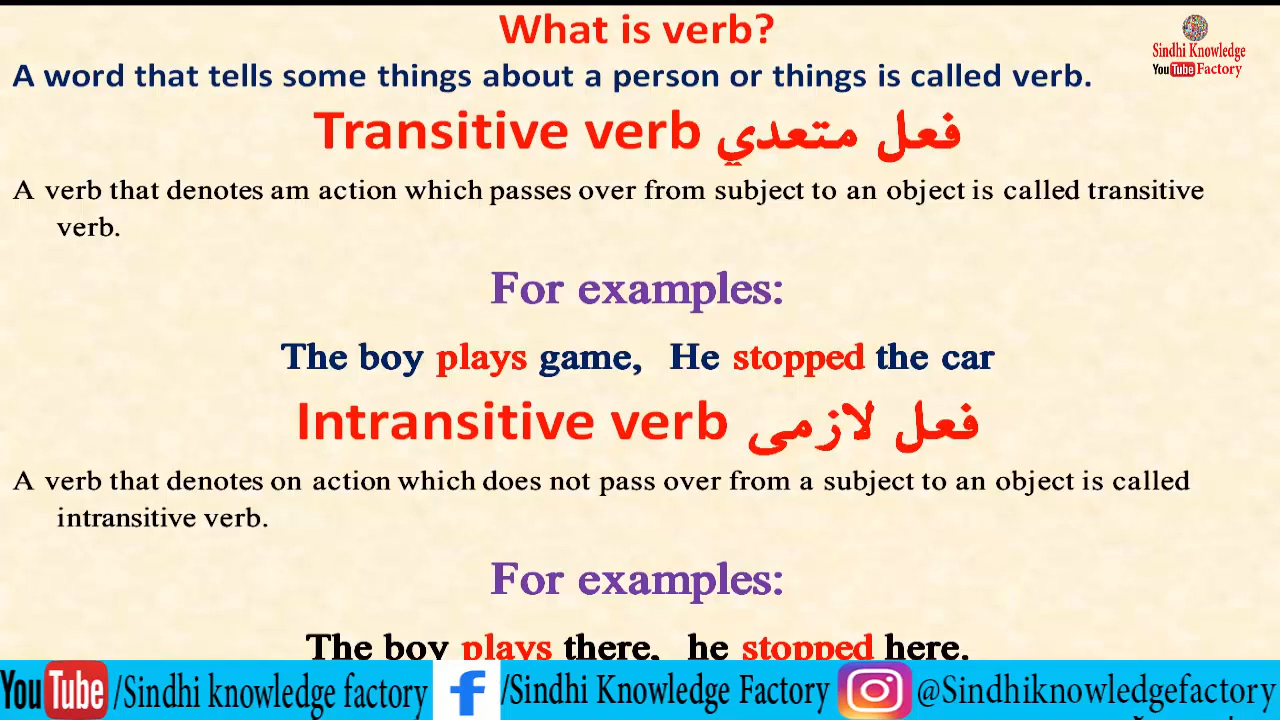 What is verb?
Sindhi Knowledge
YouTube Factory
A word that tells some things about a person or things is called verb.
Transitive verb فعل متعدي
A verb that denotes am action which passes over from subject to an object is called transitive
verb.
For examples:
The boy plays game, He stopped the car
Intransitive verb فعل لازمی
A verb that denotes on action which does not pass over from a subject to an object is called
intransitive verb.
For examples:
The boy plays there, he stopped here.
YouTube /Sindhi knowledge factory f /Sindhi Knowledge Factory @Sindhiknowledgefactory